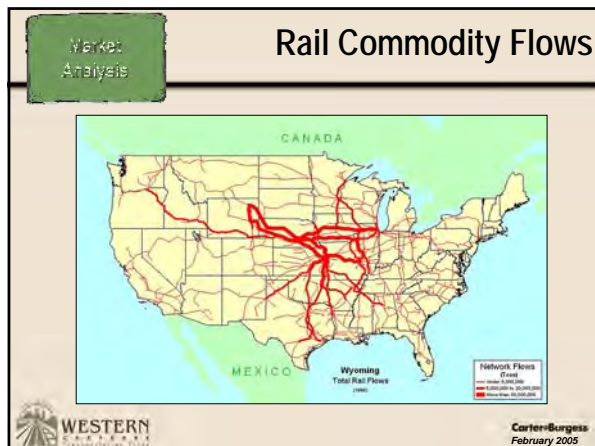 Market
Analysis
Rail Commodity Flows
CANADA
MEXICO
Wyoming
Total Rail Flows
Network Flows
(Tons)
WESTERN
Carter Burgess
February 2005